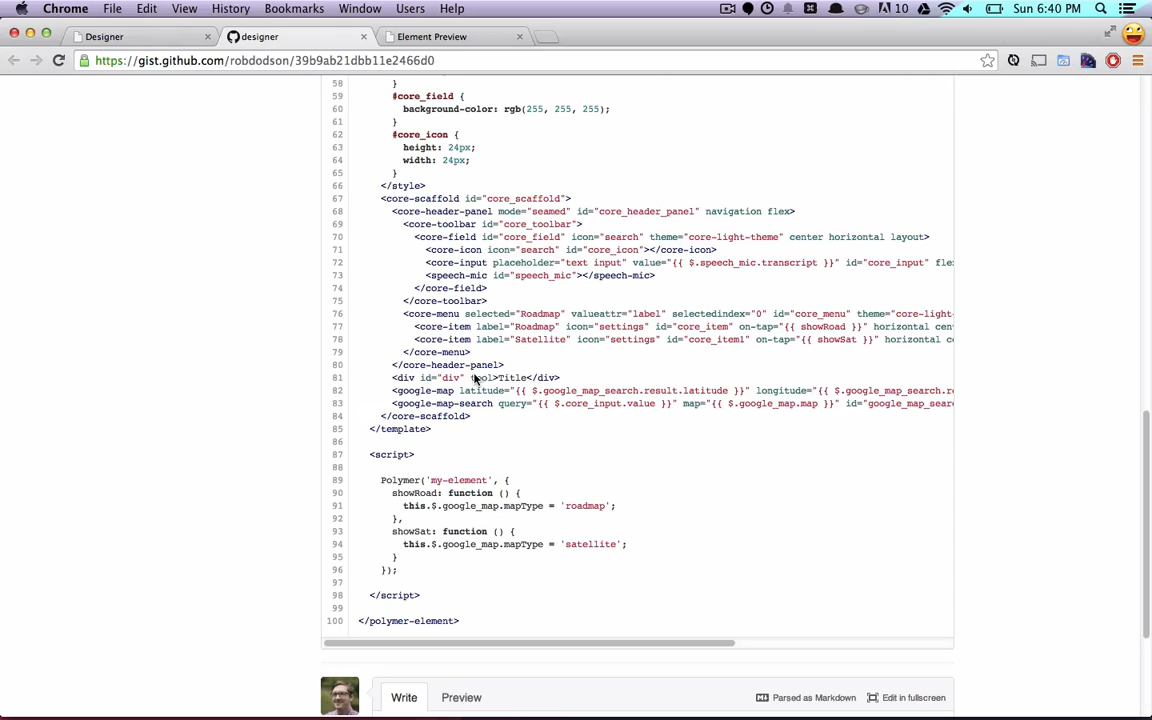 Chrome File Edit View History Bookmarks Window Users Help 10 Sun 6:40 PM
Designer designer Element Preview
https://gist.github.com/robdodson/39b9ab21dbb11e2466d0
58 }
59 #core_field {
60 background-color: rgb(255, 255, 255);
61 }
62 #core_icon {
63 height: 24px;
64 width: 24px;
65 }
66 </style>
67 <core-scaffold id="core_scaffold">
68 <core-header-panel mode="seamed" id="core_header_panel" navigation flex>
69 <core-toolbar id="core_toolbar">
70 <core-field id="core_field" icon="search" theme="core-light-theme" center horizontal layout>
71 <core-icon icon="search" id="core_icon"></core-icon>
72 <core-input placeholder="text input" value="{{ $.speech_mic.transcript }}" id="core_input" fle
73 <speech-mic id="speech_mic"></speech-mic>
74 </core-field>
75 </core-toolbar>
76 <core-menu selected="Roadmap" valueattr="label" selectedindex="0" id="core_menu" theme="core-light-
77 <core-item label="Roadmap" icon="settings" id="core_item" on-tap="{{ showRoad }}" horizontal cen
78 <core-item label="Satellite" icon="settings" id="core_item1" on-tap="{{ showSat }}" horizontal c
79 </core-menu>
80 </core-header-panel>
81 <div id="div" tool>Title</div>
82 <google-map latitude="{{ $.google_map_search.result.latitude }}" longitude="{{ $.google_map_search.re
83 <google-map-search query="{{ $.core_input.value }}" map="{{ $.google_map.map }}" id="google_map_sear
84 </core-scaffold>
85 </template>
86
87 <script>
88
89 Polymer('my-element', {
90 showRoad: function () {
91 this.$.google_map.mapType = 'roadmap';
92 },
93 showSat: function () {
94 this.$.google_map.mapType = 'satellite';
95 }
96 });
97
98 </script>
99
100 </polymer-element>
Write Preview Parsed as Markdown Edit in fullscreen